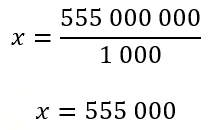 x = 555 000 000 / 1 000
x = 555 000